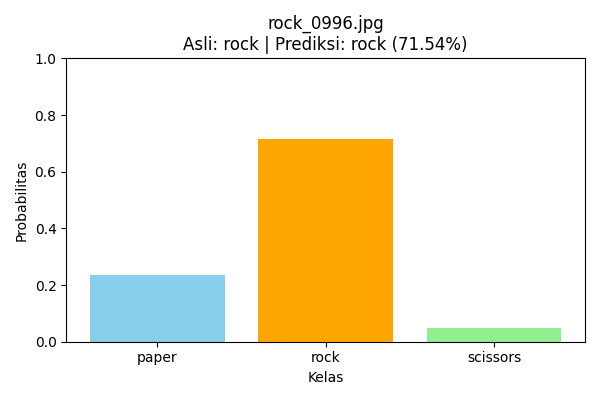 rock_0996.jpg
Asli: rock | Prediksi: rock (71.54%)
1.0
0.8
0.6
0.4
0.2
0.0
Probabilitas
paper rock scissors
Kelas